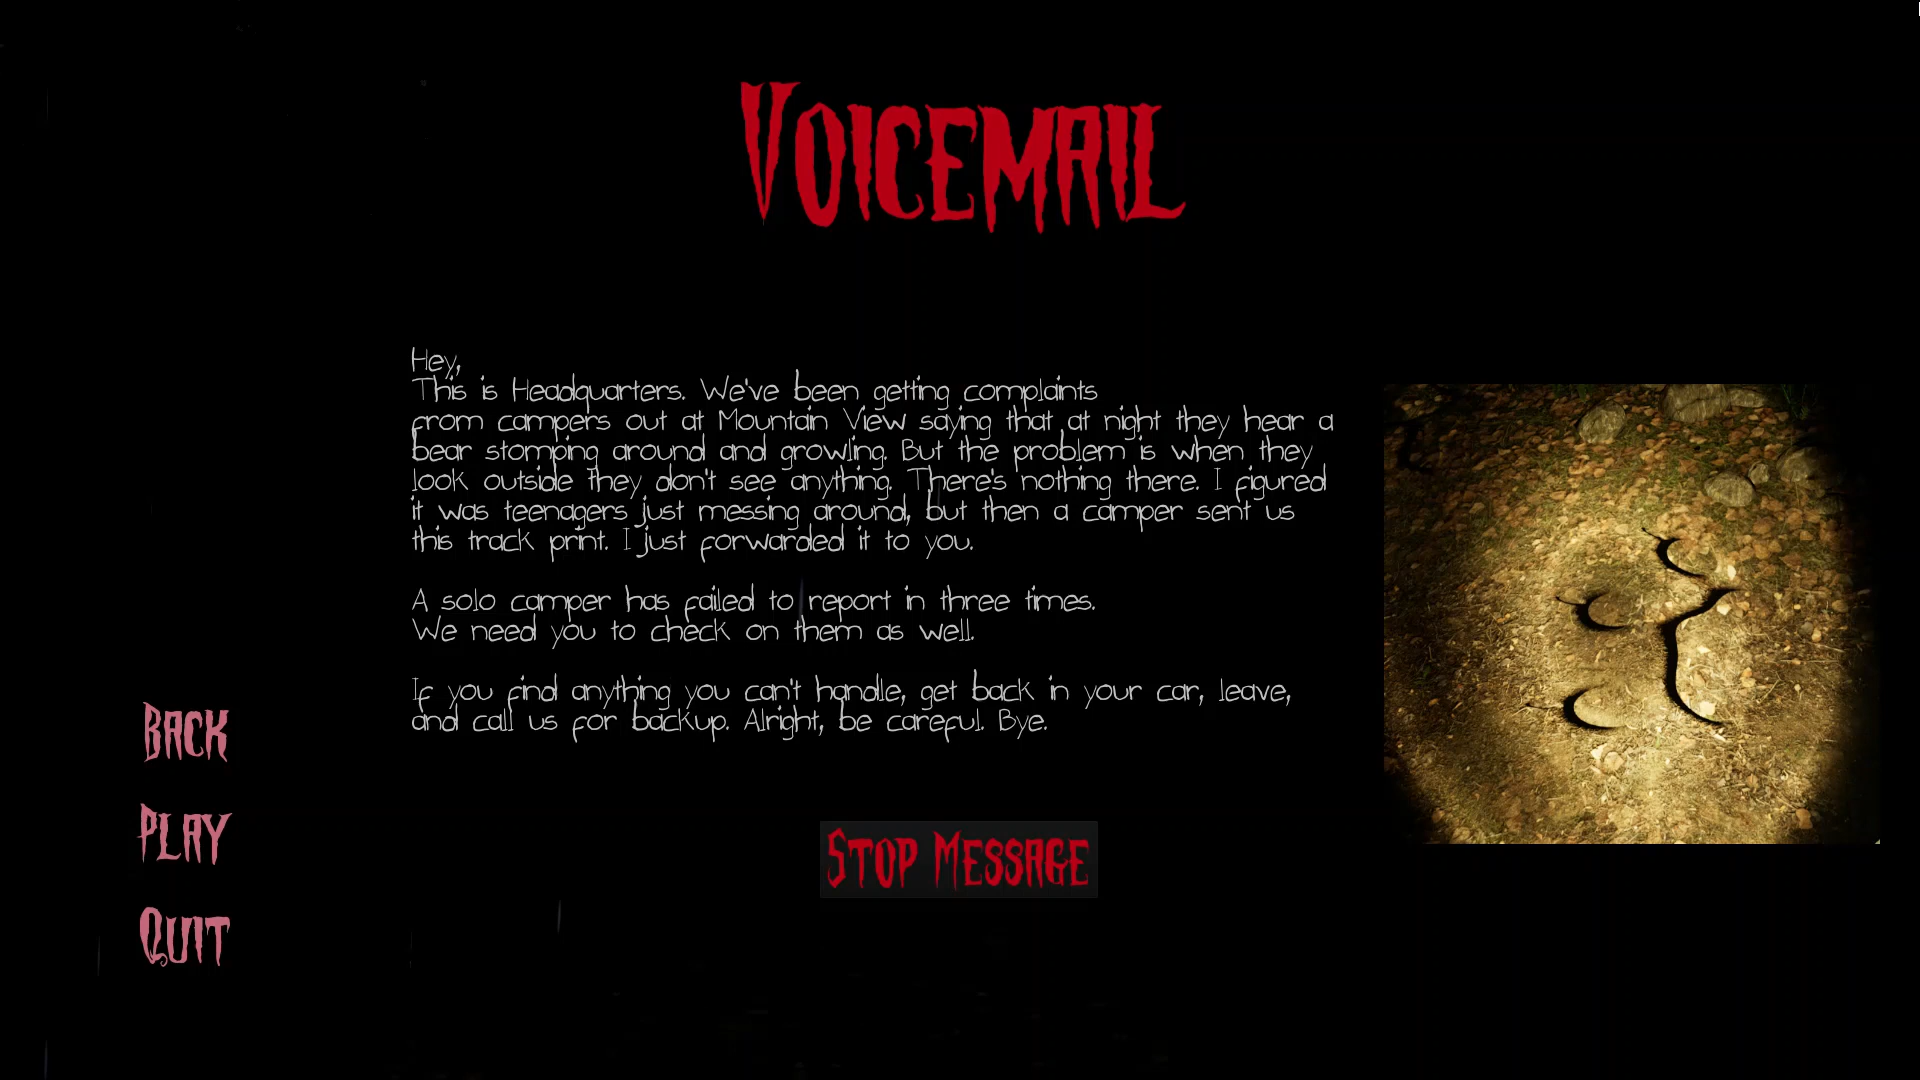 Voicemail
Hey,
This is Headquarters. We've been getting complaints
from campers out at Mountain View saying that at night they hear a
bear stomping around and growling. But the problem is when they
look outside they don't see anything. There's nothing there. I figured
it was teenagers just messing around, but then a camper sent us
this track print. I just forwarded it to you.
A solo camper has failed to report in three times.
We need you to check on them as well.
If you find anything you can't handle, get back in your car, leave,
and call us for backup. Alright, be careful. Bye.
Back
Play
Quit
Stop Message